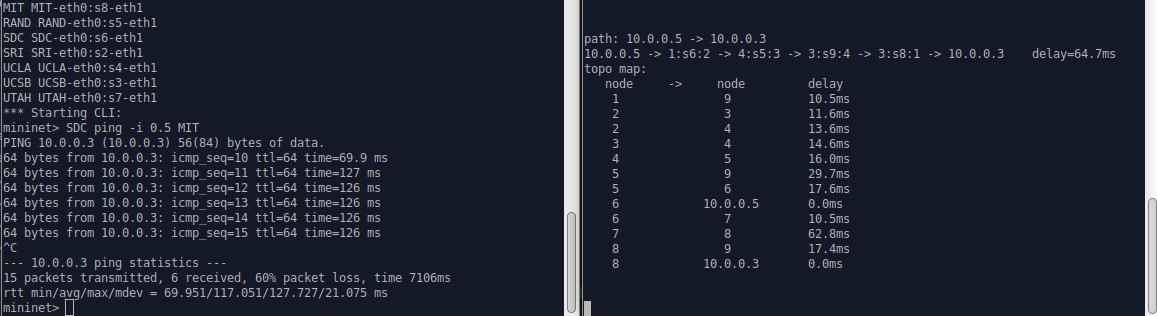 MIT MIT-eth0:s8-eth1
RAND RAND-eth0:s5-eth1
SDC SDC-eth0:s6-eth1
SRI SRI-eth0:s2-eth1
UCLA UCLA-eth0:s4-eth1
UCSB UCSB-eth0:s3-eth1
UTAH UTAH-eth0:s7-eth1
*** Starting CLI:
mininet> SDC ping -i 0.5 MIT
PING 10.0.0.3 (10.0.0.3) 56(84) bytes of data.
64 bytes from 10.0.0.3: icmp_seq=10 ttl=64 time=69.9 ms
64 bytes from 10.0.0.3: icmp_seq=11 ttl=64 time=127 ms
64 bytes from 10.0.0.3: icmp_seq=12 ttl=64 time=126 ms
64 bytes from 10.0.0.3: icmp_seq=13 ttl=64 time=126 ms
64 bytes from 10.0.0.3: icmp_seq=14 ttl=64 time=126 ms
64 bytes from 10.0.0.3: icmp_seq=15 ttl=64 time=126 ms
^C
--- 10.0.0.3 ping statistics ---
15 packets transmitted, 6 received, 60% packet loss, time 7106ms
rtt min/avg/max/mdev = 69.951/117.051/127.727/21.075 ms
mininet>
path: 10.0.0.5 -> 10.0.0.3
10.0.0.5 -> 1:s6:2 -> 4:s5:3 -> 3:s9:4 -> 3:s8:1 -> 10.0.0.3    delay=64.7ms
topo map:
node -> node delay
1 9 10.5ms
2 3 11.6ms
2 4 13.6ms
3 4 14.6ms
4 5 16.0ms
5 9 29.7ms
5 6 17.6ms
6 10.0.0.5 0.0ms
6 7 10.5ms
7 8 62.8ms
8 9 17.4ms
8 10.0.0.3 0.0ms